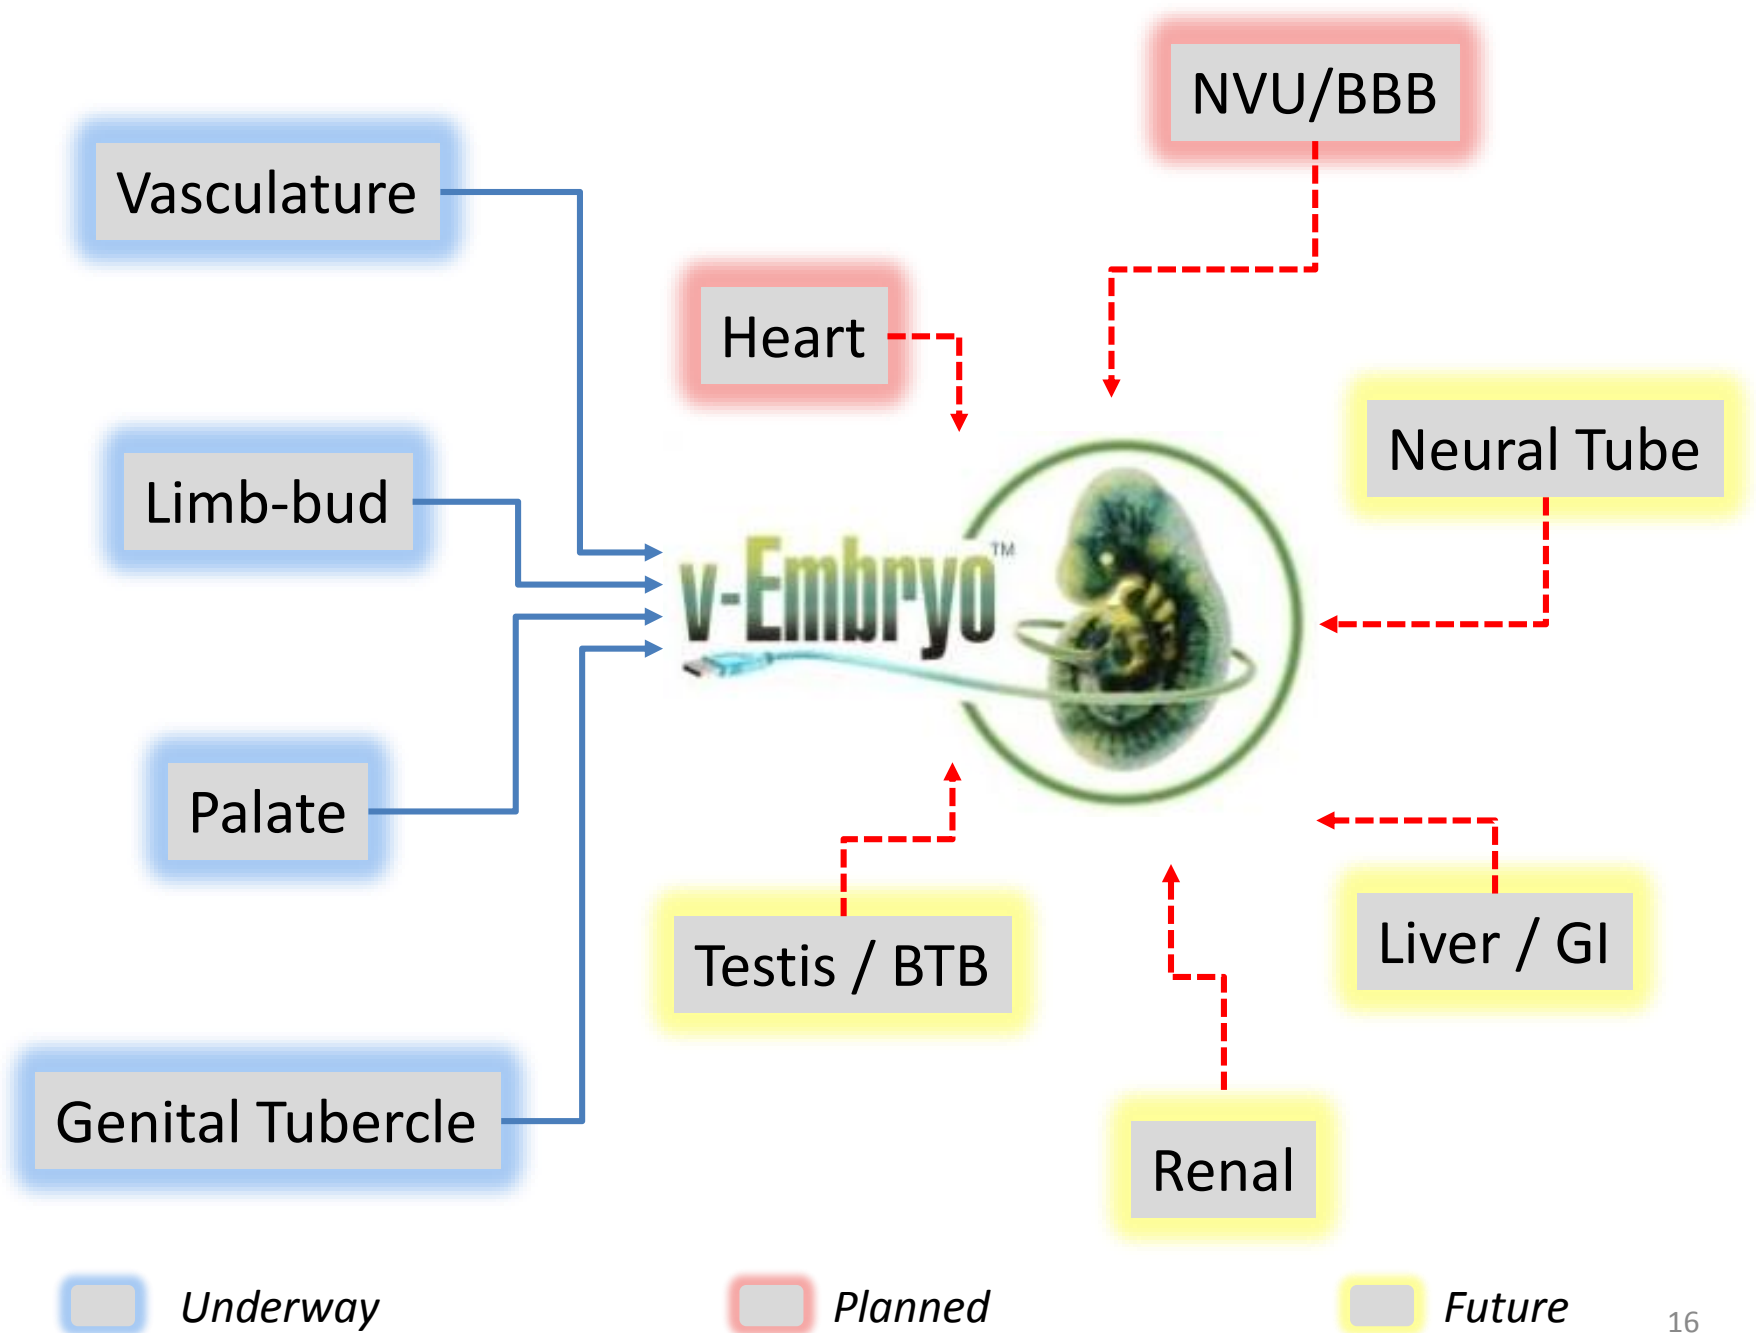 NVU/BBB
Vasculature
Heart
Neural Tube
Limb-bud
v-Embryo™
Palate
Testis / BTB
Liver / GI
Genital Tubercle
Renal
Underway
Planned
Future
16